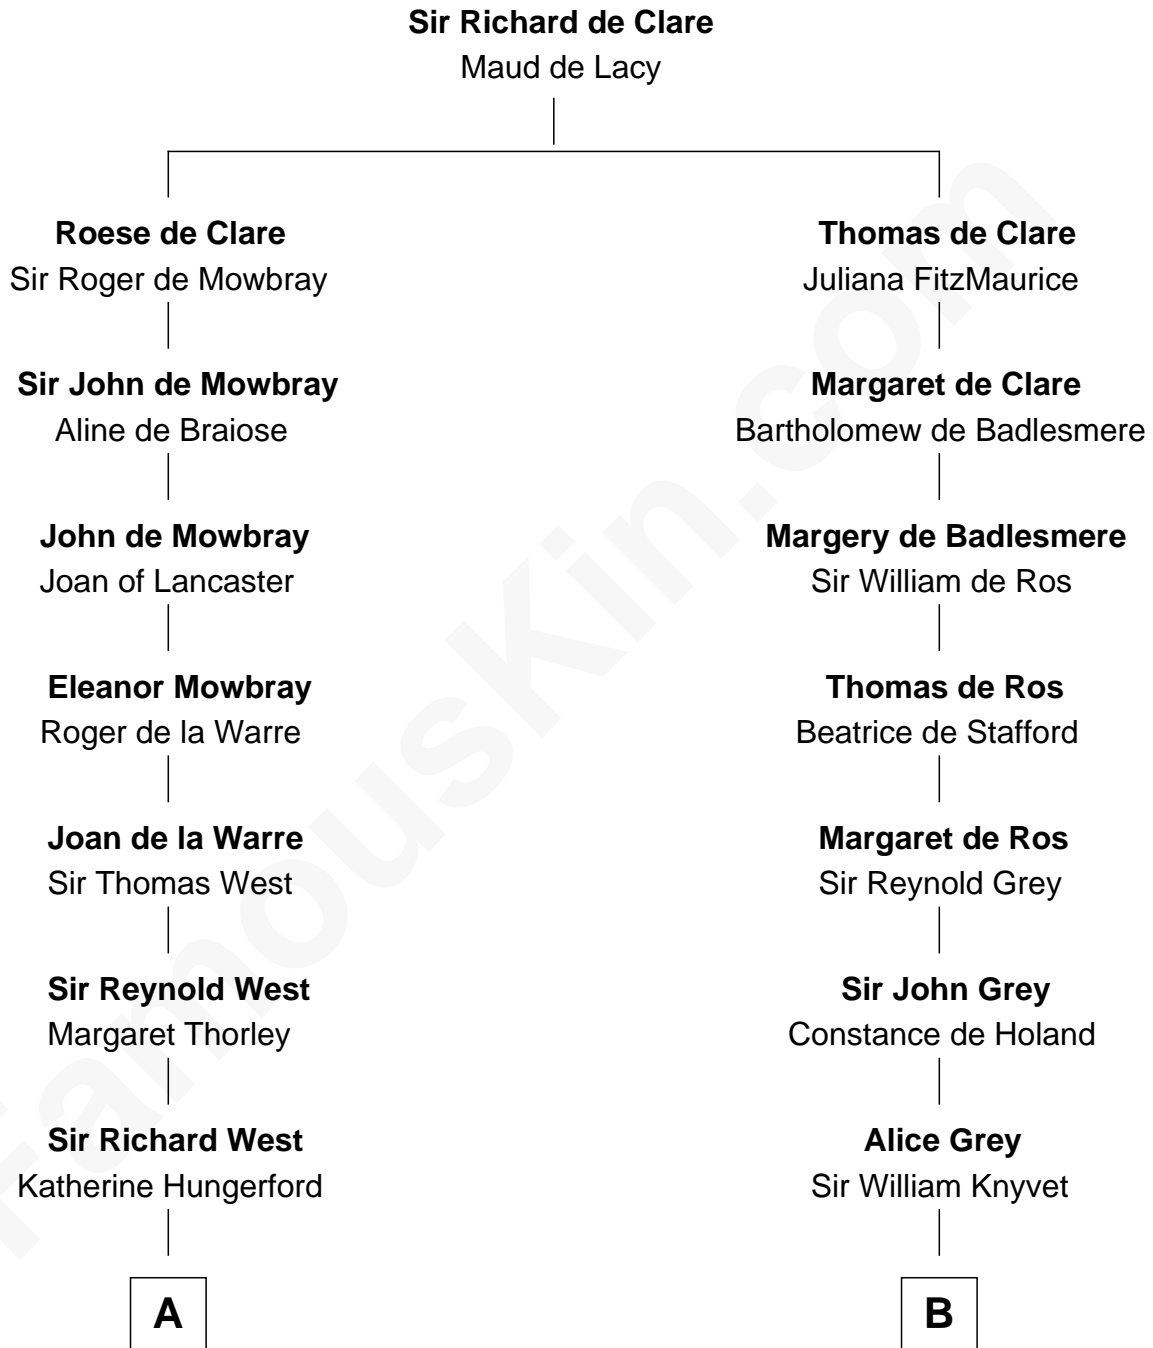 Sir Richard de Clare
Maud de Lacy
Roese de Clare
Sir Roger de Mowbray
Sir John de Mowbray
Aline de Braiose
John de Mowbray
Joan of Lancaster
Eleanor Mowbray
Roger de la Warre
Joan de la Warre
Sir Thomas West
Sir Reynold West
Margaret Thorley
Sir Richard West
Katherine Hungerford
A
Thomas de Clare
Juliana FitzMaurice
Margaret de Clare
Bartholomew de Badlesmere
Margery de Badlesmere
Sir William de Ros
Thomas de Ros
Beatrice de Stafford
Margaret de Ros
Sir Reynold Grey
Sir John Grey
Constance de Holand
Alice Grey
Sir William Knyvet
B
FamousKin.com